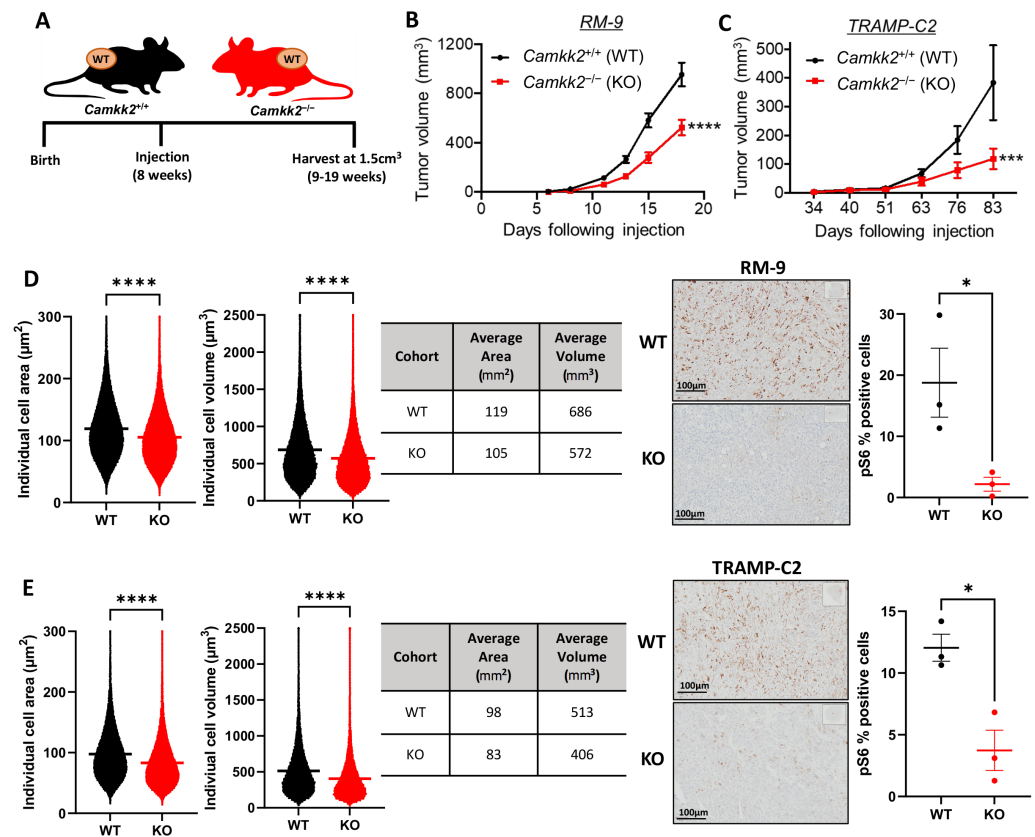 A
WT
WT
Camkk2+/+
Camkk2–/–
Birth
Injection
(8 weeks)
Harvest at 1.5cm3
(9-19 weeks)
B
RM-9
Tumor volume (mm3)
1200
800
400
0
Camkk2+/+ (WT)
Camkk2–/– (KO)
****
0
5
10
15
20
Days following injection
C
TRAMP-C2
Tumor volume (mm3)
500
400
300
200
100
0
Camkk2+/+ (WT)
Camkk2–/– (KO)
***
34
40
51
63
76
83
Days following injection
D
****
Individual cell area (µm2)
300
200
100
0
WT
KO
****
Individual cell volume (µm3)
2500
2000
1500
1000
500
0
WT
KO
Cohort
Average
Area
(mm2)
Average
Volume
(mm3)
WT
119
686
KO
105
572
RM-9
WT
100µm
KO
100µm
*
pS6 % positive cells
30
20
10
0
WT
KO
E
****
Individual cell area (µm2)
300
200
100
0
WT
KO
****
Indiviual cell volume (µm3)
2500
2000
1500
1000
500
0
WT
KO
Cohort
Average
Area
(mm2)
Average
Volume
(mm3)
WT
98
513
KO
83
406
TRAMP-C2
WT
100µm
KO
100µm
*
pS6 % positive cells
15
10
5
0
WT
KO